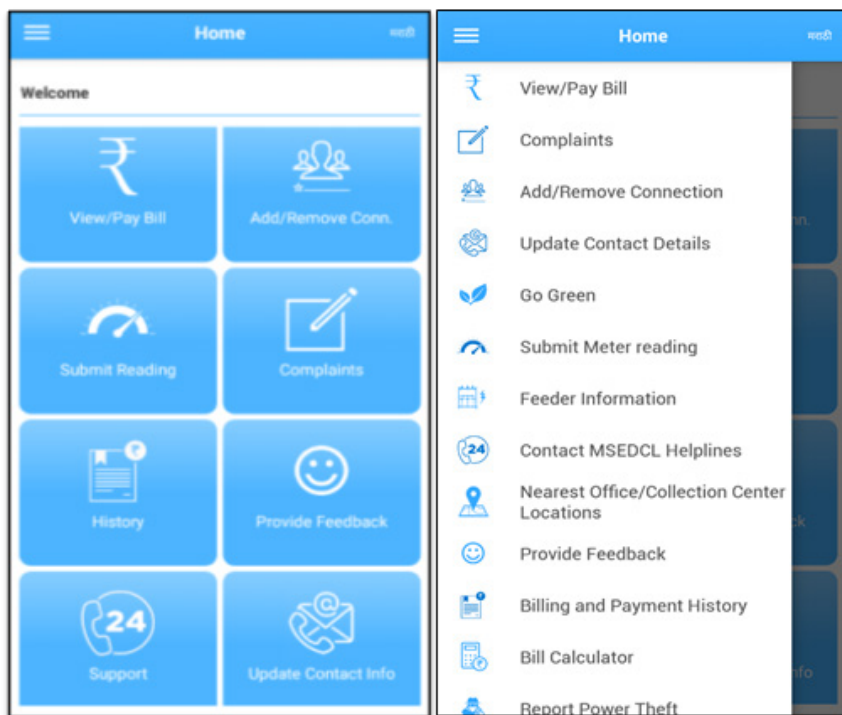 Home
मराठी
Welcome
₹
View/Pay Bill
Add/Remove Conn.
Submit Reading
Complaints
₹
History
Provide Feedback
24
Support
@
Update Contact Info
Home
मराठी
₹
View/Pay Bill
Complaints
Add/Remove Connection
Update Contact Details
Go Green
Submit Meter reading
Feeder Information
24
Contact MSEDCL Helplines
Nearest Office/Collection Center
Locations
Provide Feedback
Billing and Payment History
Bill Calculator
Report Power Theft
nn.
ck
nfo